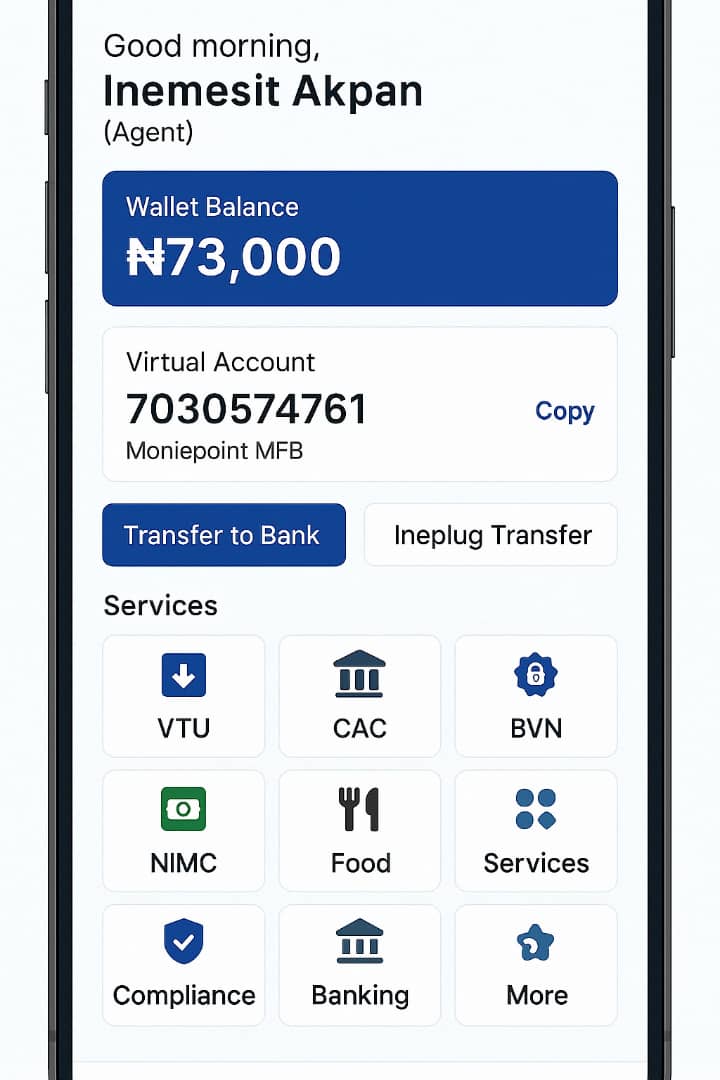 Good morning,
Inemesit Akpan
(Agent)
Wallet Balance
₦73,000
Virtual Account
7030574761
Copy
Moniepoint MFB
Transfer to Bank
Ineplug Transfer
Services
VTU
CAC
BVN
NIMC
Food
Services
Compliance
Banking
More